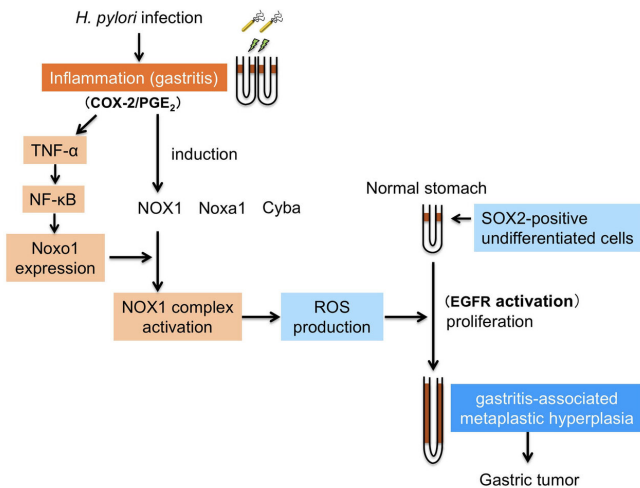 H. pylori infection
Inflammation (gastritis)
(COX-2/PGE₂)
TNF-α
induction
NF-κB
NOX1 Noxa1 Cyba
Noxo1
expression
NOX1 complex
activation
ROS
production
Normal stomach
SOX2-positive
undifferentiated cells
(EGFR activation)
proliferation
gastritis-associated
metaplastic hyperplasia
Gastric tumor